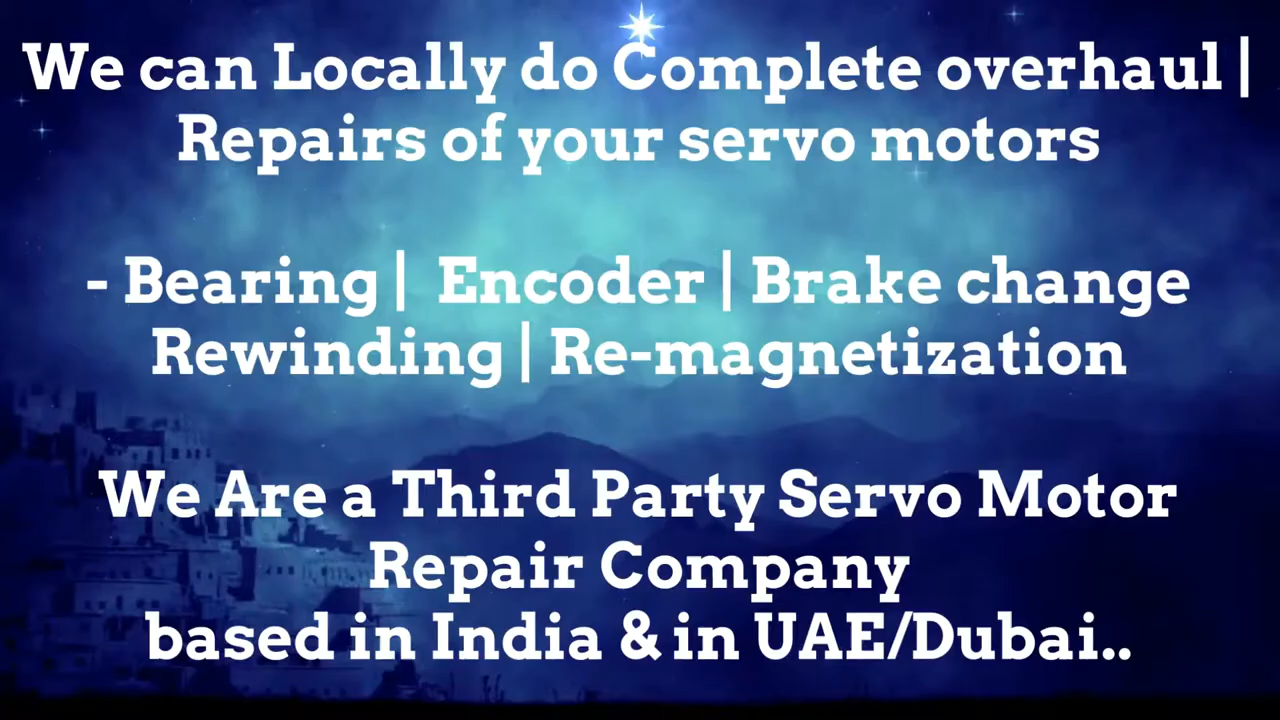 We can Locally do Complete overhaul |
Repairs of your servo motors
- Bearing | Encoder | Brake change
Rewinding | Re-magnetization
We Are a Third Party Servo Motor
Repair Company
based in India & in UAE/Dubai..